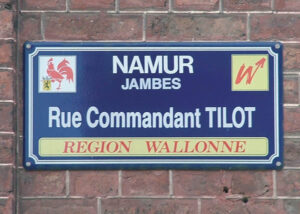 NAMUR
JAMBES
Rue Commandant TILOT
REGION WALLONNE